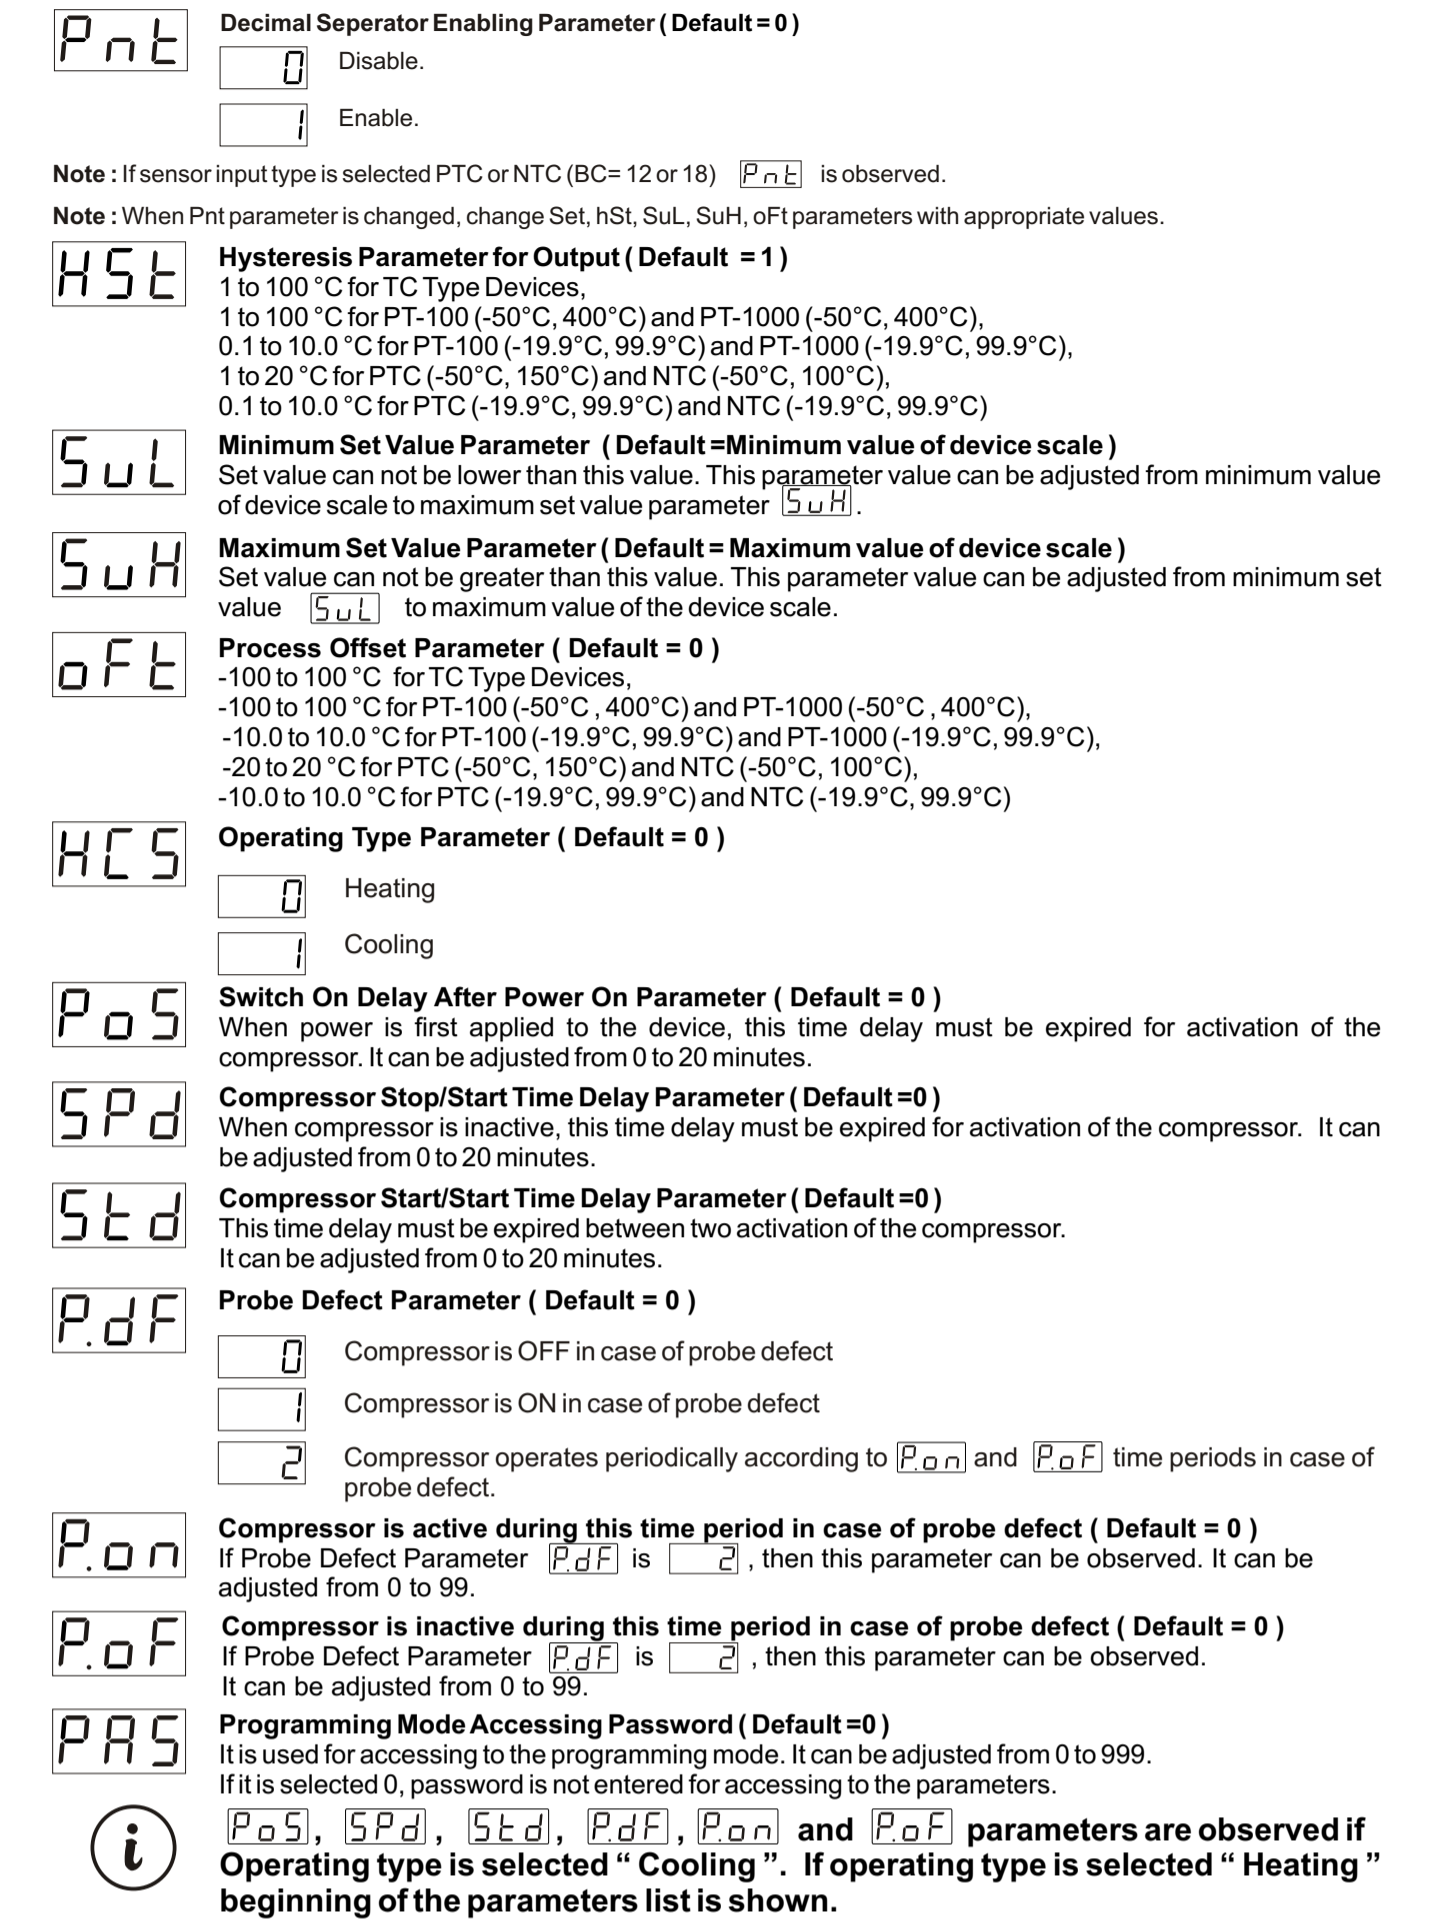 Pnt Decimal Seperator Enabling Parameter ( Default = 0 )
0 Disable.
1 Enable.
Note : If sensor input type is selected PTC or NTC (BC= 12 or 18) Pnt is observed.
Note : When Pnt parameter is changed, change Set, hSt, SuL, SuH, oFt parameters with appropriate values.
HSt Hysteresis Parameter for Output ( Default = 1 )
1 to 100 °C for TC Type Devices,
1 to 100 °C for PT-100 (-50°C, 400°C) and PT-1000 (-50°C, 400°C),
0.1 to 10.0 °C for PT-100 (-19.9°C, 99.9°C) and PT-1000 (-19.9°C, 99.9°C),
1 to 20 °C for PTC (-50°C, 150°C) and NTC (-50°C, 100°C),
0.1 to 10.0 °C for PTC (-19.9°C, 99.9°C) and NTC (-19.9°C, 99.9°C)
SuL Minimum Set Value Parameter ( Default =Minimum value of device scale )
Set value can not be lower than this value. This parameter value can be adjusted from minimum value
of device scale to maximum set value parameter SuH .
SuH Maximum Set Value Parameter ( Default = Maximum value of device scale )
Set value can not be greater than this value. This parameter value can be adjusted from minimum set
value SuL to maximum value of the device scale.
oFt Process Offset Parameter ( Default = 0 )
-100 to 100 °C for TC Type Devices,
-100 to 100 °C for PT-100 (-50°C , 400°C) and PT-1000 (-50°C , 400°C),
-10.0 to 10.0 °C for PT-100 (-19.9°C, 99.9°C) and PT-1000 (-19.9°C, 99.9°C),
-20 to 20 °C for PTC (-50°C, 150°C) and NTC (-50°C, 100°C),
-10.0 to 10.0 °C for PTC (-19.9°C, 99.9°C) and NTC (-19.9°C, 99.9°C)
HCS Operating Type Parameter ( Default = 0 )
0 Heating
1 Cooling
PoS Switch On Delay After Power On Parameter ( Default = 0 )
When power is first applied to the device, this time delay must be expired for activation of the
compressor. It can be adjusted from 0 to 20 minutes.
SPd Compressor Stop/Start Time Delay Parameter ( Default =0 )
When compressor is inactive, this time delay must be expired for activation of the compressor. It can
be adjusted from 0 to 20 minutes.
Std Compressor Start/Start Time Delay Parameter ( Default =0 )
This time delay must be expired between two activation of the compressor.
It can be adjusted from 0 to 20 minutes.
P.dF Probe Defect Parameter ( Default = 0 )
0 Compressor is OFF in case of probe defect
1 Compressor is ON in case of probe defect
2 Compressor operates periodically according to P.on and P.oF time periods in case of
probe defect.
P.on Compressor is active during this time period in case of probe defect ( Default = 0 )
If Probe Defect Parameter P.dF is 2 , then this parameter can be observed. It can be
adjusted from 0 to 99.
P.oF Compressor is inactive during this time period in case of probe defect ( Default = 0 )
If Probe Defect Parameter P.dF is 2 , then this parameter can be observed.
It can be adjusted from 0 to 99.
PAS Programming Mode Accessing Password ( Default =0 )
It is used for accessing to the programming mode. It can be adjusted from 0 to 999.
If it is selected 0, password is not entered for accessing to the parameters.
i PoS, SPd, Std, P.dF, P.on and P.oF parameters are observed if
Operating type is selected “ Cooling ”. If operating type is selected “ Heating ”
beginning of the parameters list is shown.